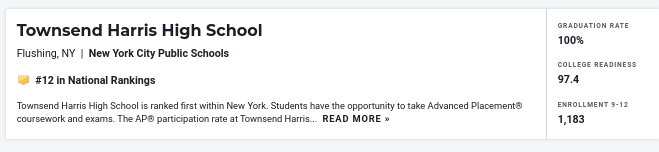 Townsend Harris High School
Flushing, NY | New York City Public Schools
#12 in National Rankings
Townsend Harris High School is ranked first within New York. Students have the opportunity to take Advanced Placement®
coursework and exams. The AP® participation rate at Townsend Harris... READ MORE »
GRADUATION RATE
100%
COLLEGE READINESS
97.4
ENROLLMENT 9-12
1,183